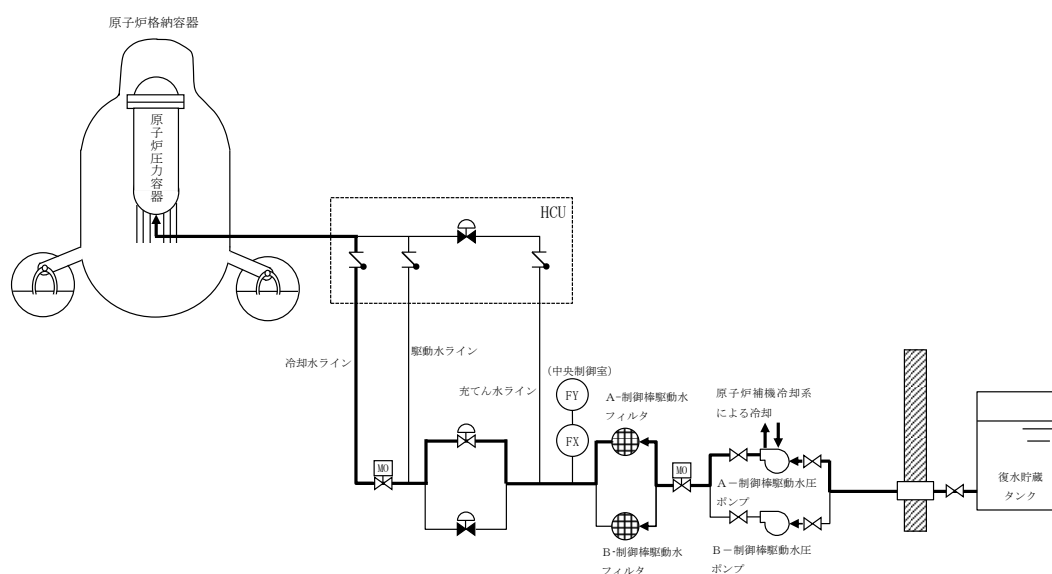 原子炉格納容器
原子炉圧力容器
HCU
冷却水ライン
駆動水ライン
充てん水ライン
(中央制御室)
FY
FX
A-制御棒駆動水
フィルタ
B-制御棒駆動水
フィルタ
MO
MO
原子炉補機冷却系
による冷却
A－制御棒駆動水圧
ポンプ
B－制御棒駆動水圧
ポンプ
復水貯蔵
タンク